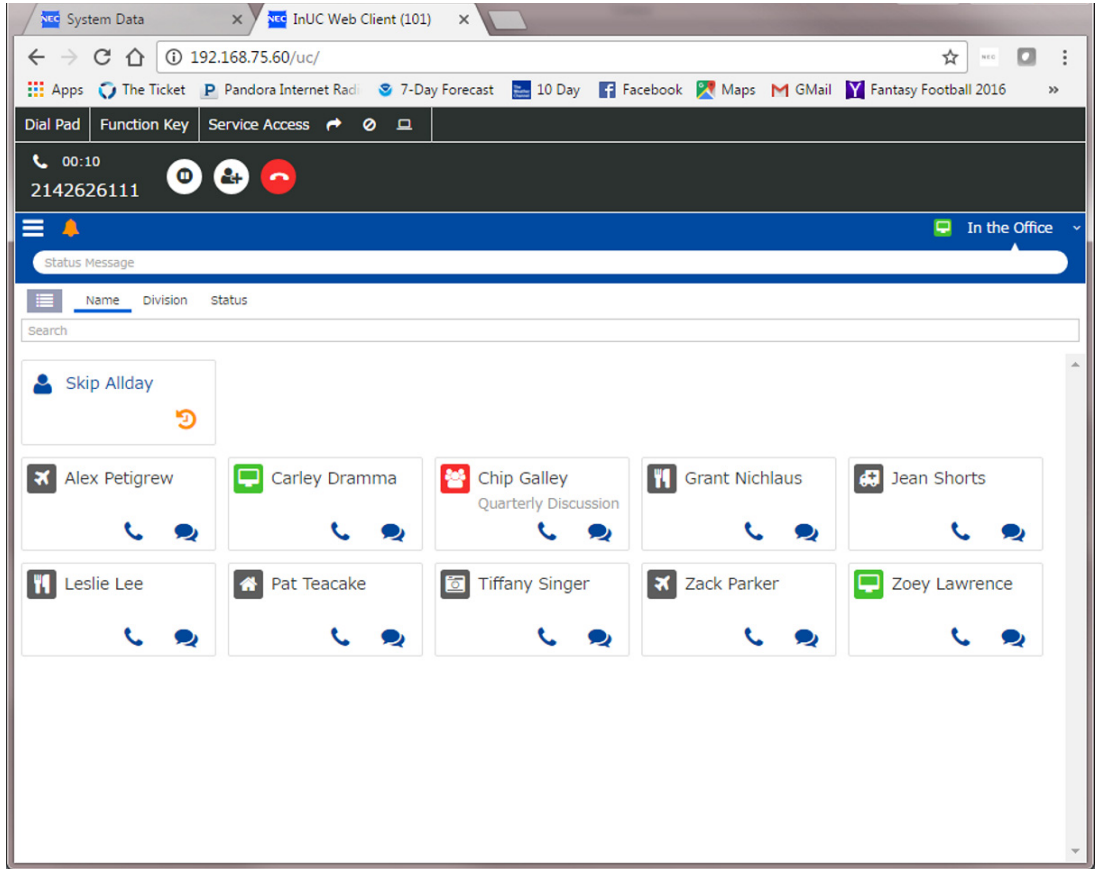 NEC System Data NEC InUC Web Client (101)
192.168.75.60/uc/ NEC
Apps The Ticket Pandora Internet Radi 7-Day Forecast 10 Day Facebook Maps GMail Fantasy Football 2016 »
Dial Pad Function Key Service Access
00:10
2142626111
In the Office
Status Message
Name Division Status
Search
Skip Allday
Alex Petigrew Carley Dramma Chip Galley Grant Nichlaus Jean Shorts
Quarterly Discussion
Leslie Lee Pat Teacake Tiffany Singer Zack Parker Zoey Lawrence